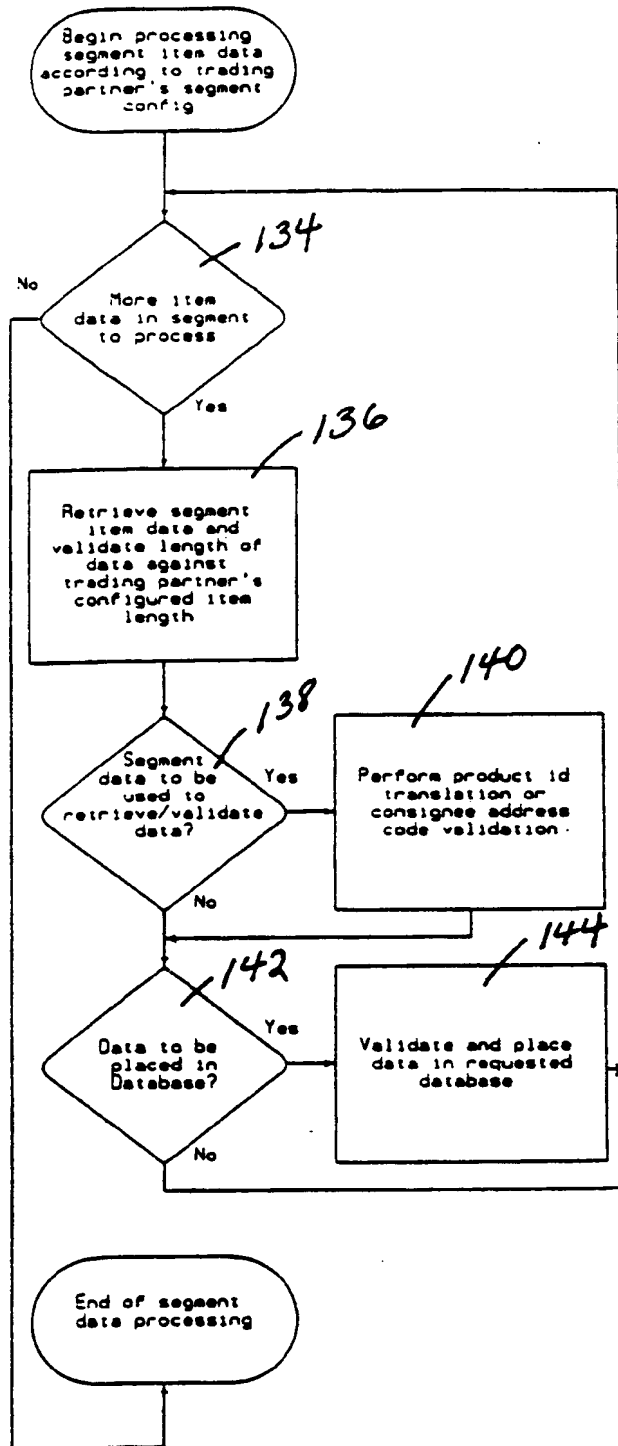 Begin processing
segment item data
according to trading
partner's segment
config
134
No
More item
data in segment
to process
Yes
136
Retrieve segment
item data and
validate length of
data against
trading partner's
configured item
length
138
140
Segment
data to be
used to
retrieve/validate
data?
Yes
Perform product id
translation or
consignee address
code validation
No
142
144
Data to be
placed in
Database?
Yes
Validate and place
data in requested
database
No
End of segment
data processing